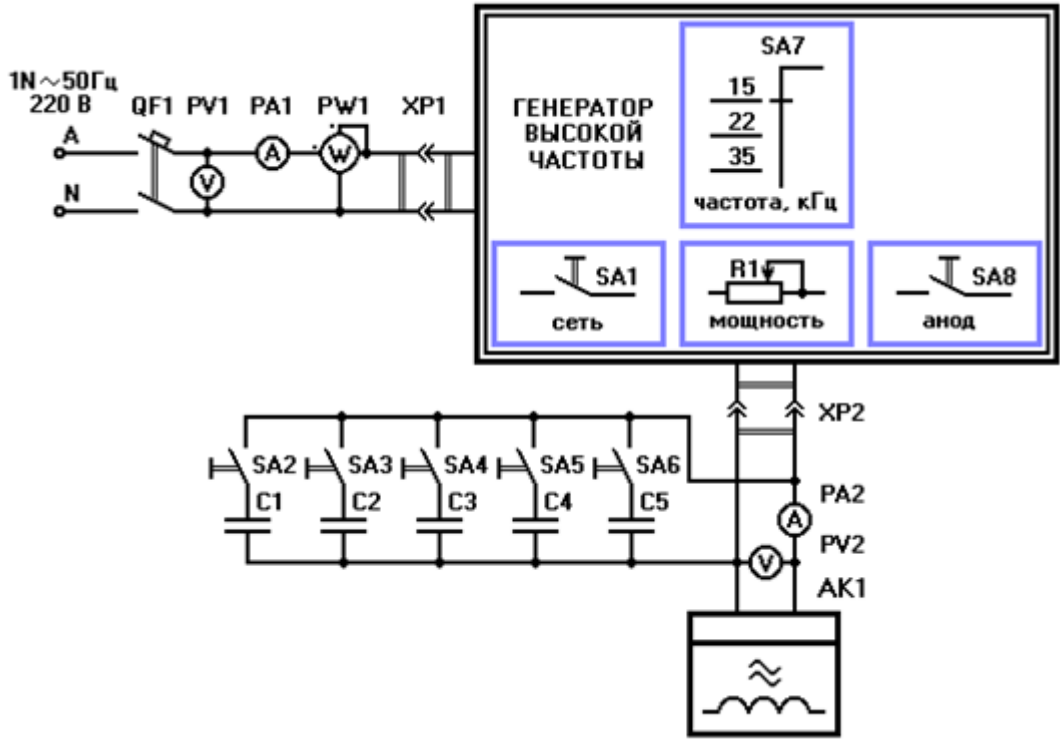 1N～50Гц
220 В
QF1 PV1 PA1 PW1 XP1
A
N
A
W
V
ГЕНЕРАТОР
ВЫСОКОЙ
ЧАСТОТЫ
SA7
15
22
35
частота, кГц
SA1
сеть
R1
мощность
SA8
анод
XP2
SA2 SA3 SA4 SA5 SA6
C1 C2 C3 C4 C5
PA2
A
PV2
V
AK1